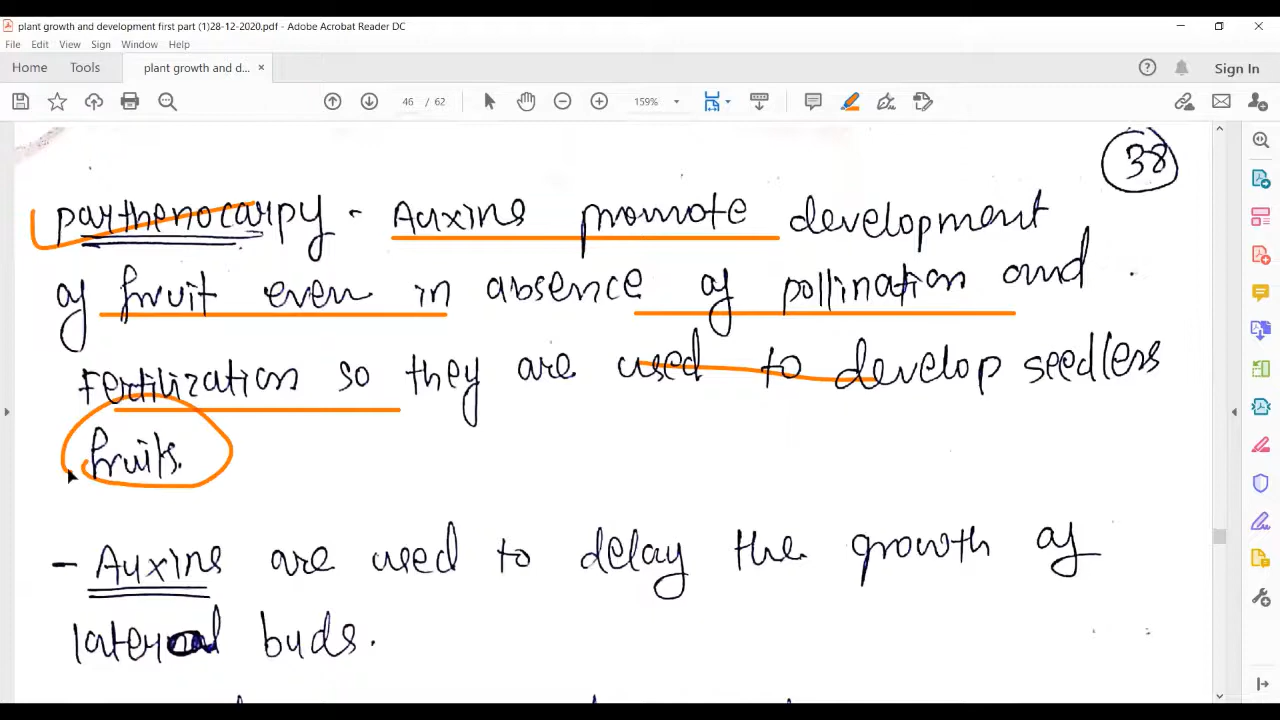 plant growth and development first part (1)28-12-2020.pdf - Adobe Acrobat Reader DC
File Edit View Sign Window Help
Home Tools plant growth and d... ×
Sign In
46 / 62
159%
38
parthenocarpy - Auxins promote development
of fruit even in absence of pollination and
Fertilization so they are used to develop seedless
fruits.
- Auxins are used to delay the growth of
lateral buds.